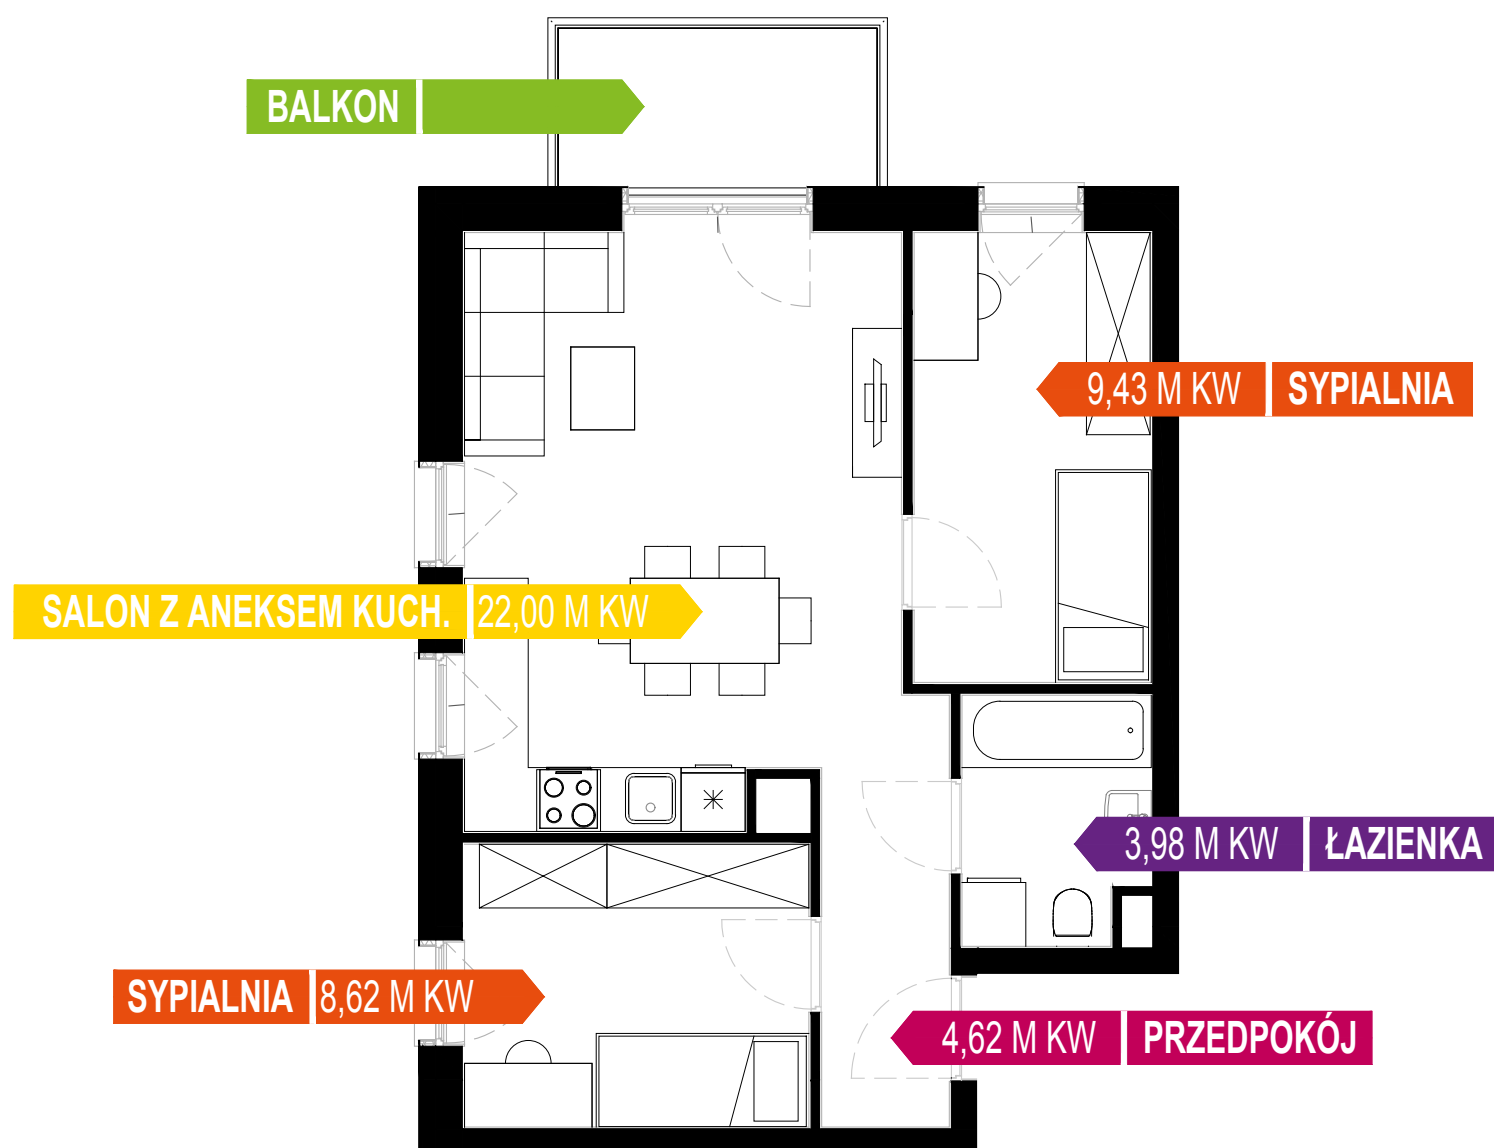 BALKON
9,43 M KW SYPIALNIA
SALON Z ANEKSEM KUCH. 22,00 M KW
3,98 M KW ŁAZIENKA
SYPIALNIA 8,62 M KW
4,62 M KW PRZEDPOKÓJ